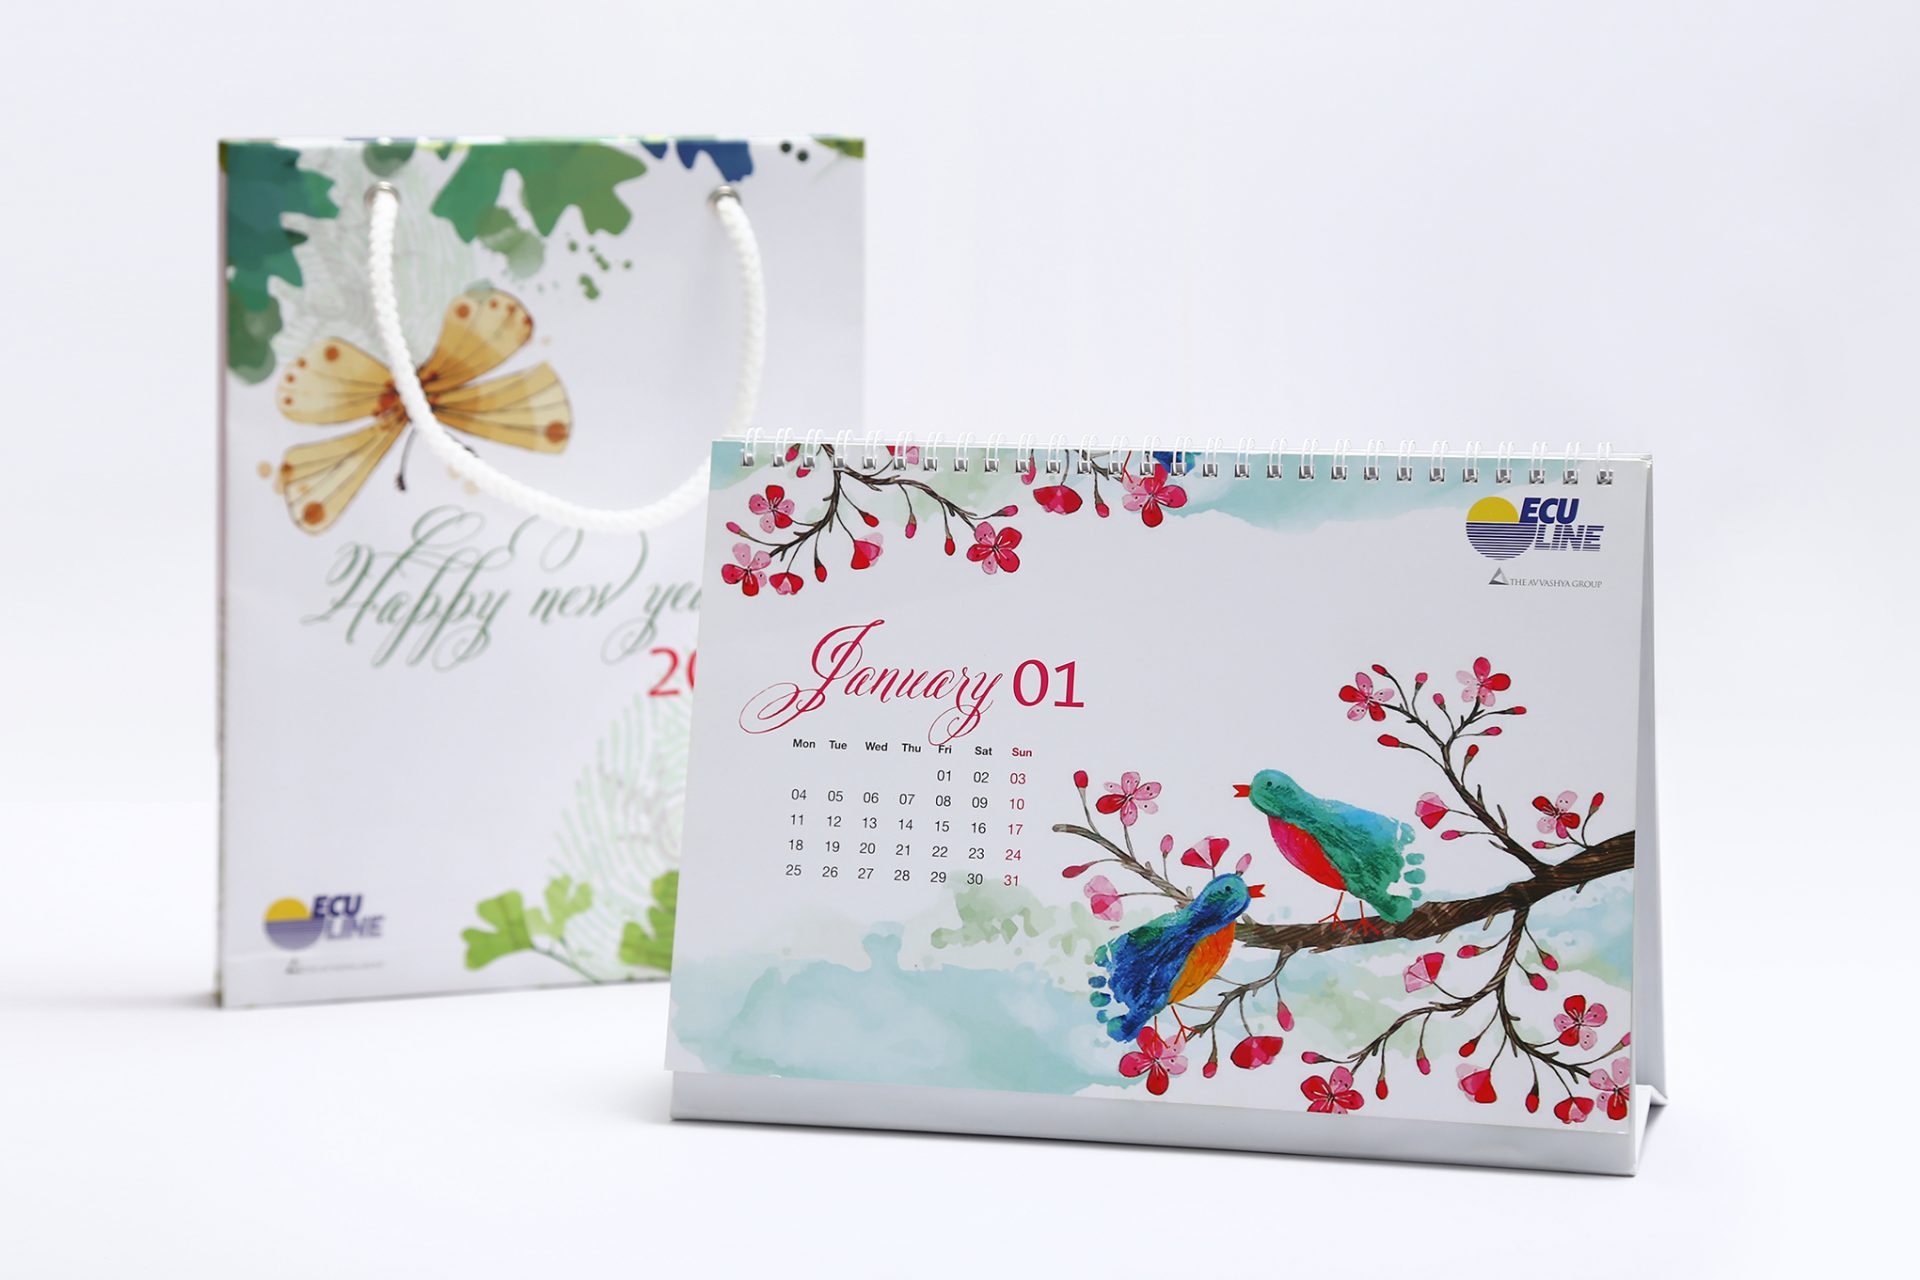 Happy new
ECU
LINE
ECU
LINE
THE AVVASHYA GROUP
January 01
Mon Tue Wed Thu Fri Sat Sun
01 02 03
04 05 06 07 08 09 10
11 12 13 14 15 16 17
18 19 20 21 22 23 24
25 26 27 28 29 30 31